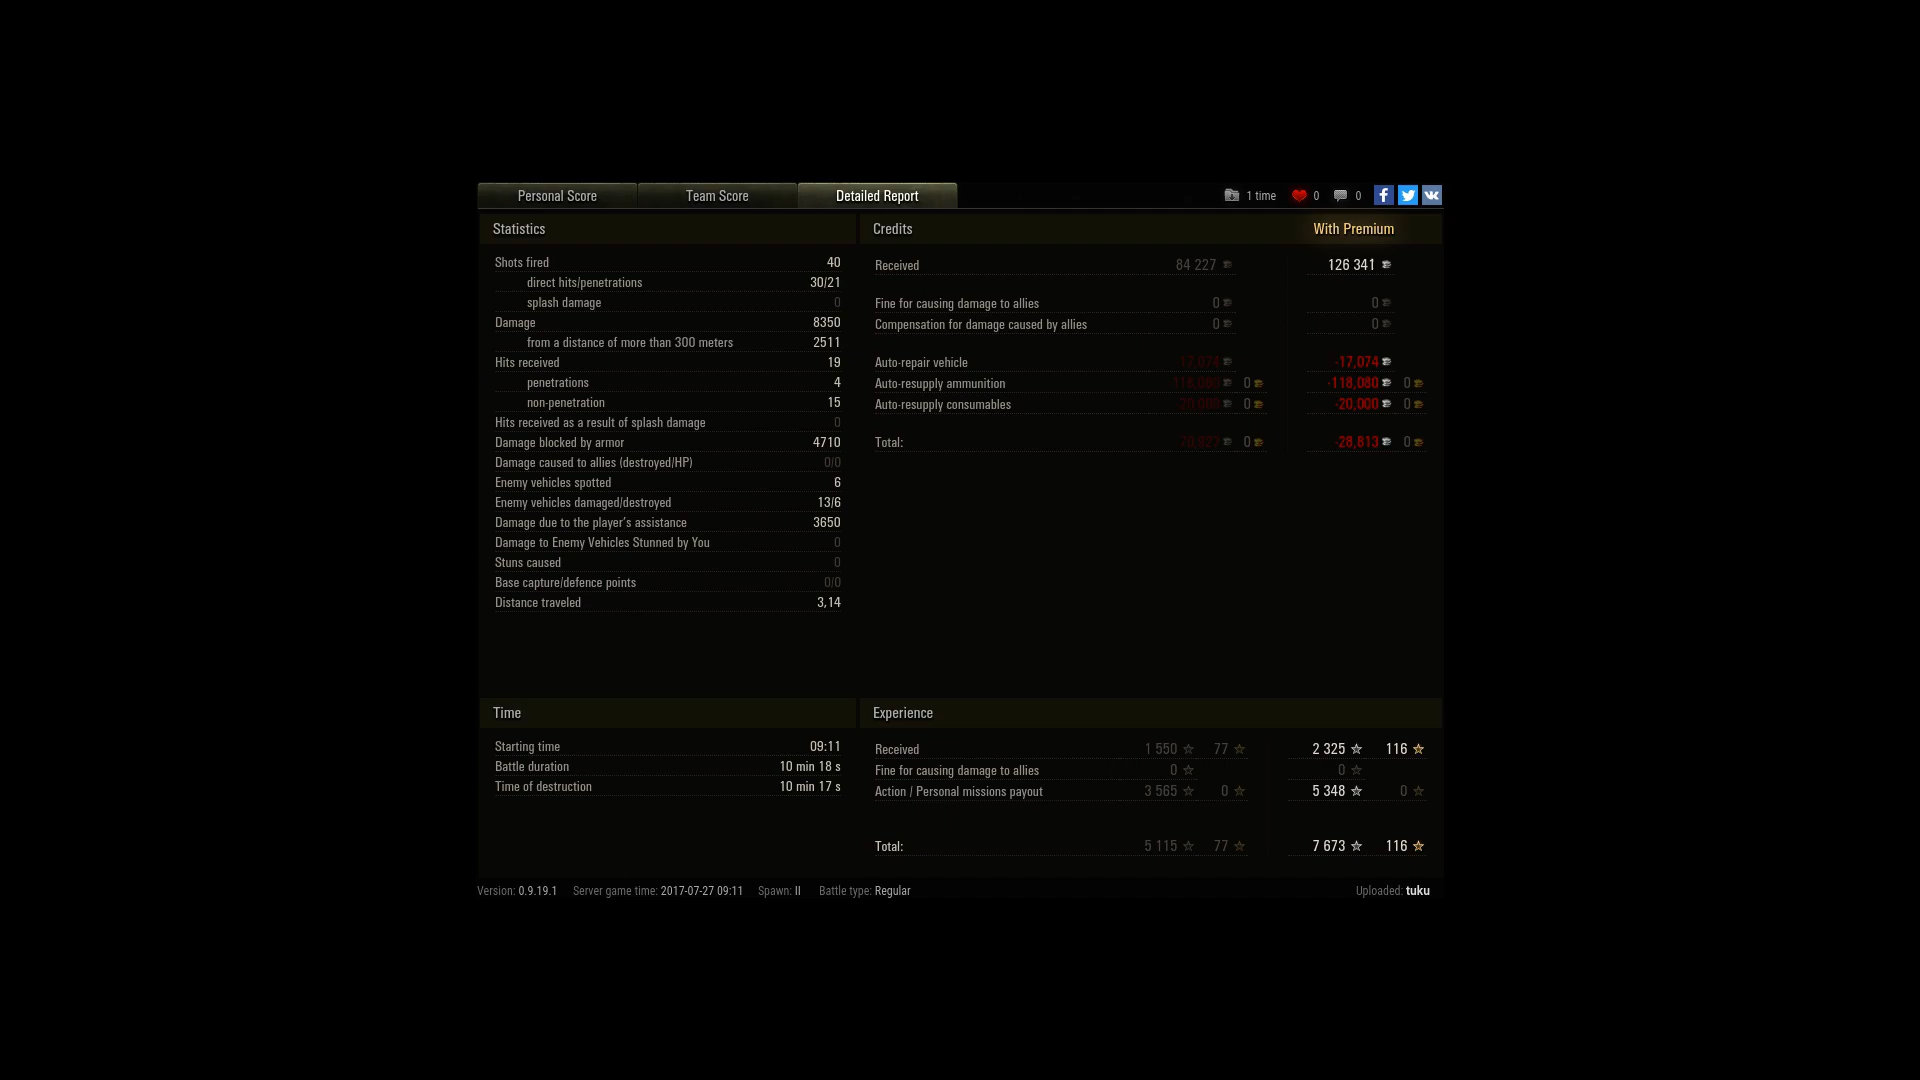 Personal Score Team Score Detailed Report 1 time 0 0
Statistics
Shots fired 40
direct hits/penetrations 30/21
splash damage 0
Damage 8350
from a distance of more than 300 meters 2511
Hits received 19
penetrations 4
non-penetration 15
Hits received as a result of splash damage 0
Damage blocked by armor 4710
Damage caused to allies (destroyed/HP) 0/0
Enemy vehicles spotted 6
Enemy vehicles damaged/destroyed 13/6
Damage due to the player's assistance 3650
Damage to Enemy Vehicles Stunned by You 0
Stuns caused 0
Base capture/defence points 0/0
Distance traveled 3,14
Credits With Premium
Received 84 227 126 341
Fine for causing damage to allies 0 0
Compensation for damage caused by allies 0 0
Auto-repair vehicle -17,074 -17,074
Auto-resupply ammunition -118,080 0 -118,080 0
Auto-resupply consumables -20,000 0 -20,000 0
Total: 0 -28,813 0
Time
Starting time 09:11
Battle duration 10 min 18 s
Time of destruction 10 min 17 s
Experience
Received 1 550 77 2 325 116
Fine for causing damage to allies 0 0
Action / Personal missions payout 3 565 0 5 348 0
Total: 5 115 77 7 673 116
Version: 0.9.19.1 Server game time: 2017-07-27 09:11 Spawn: II Battle type: Regular Uploaded: tuku